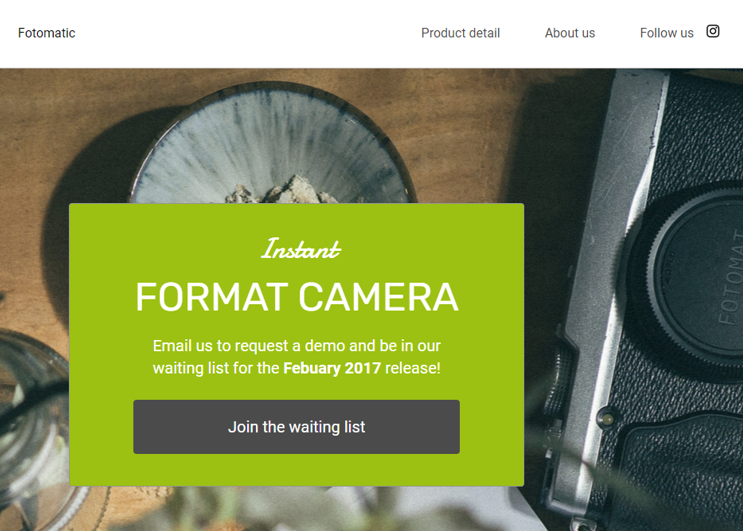 Fotomatic
Product detail
About us
Follow us
Instant
FORMAT CAMERA
Email us to request a demo and be in our
waiting list for the Febuary 2017 release!
Join the waiting list
FOTOMAT